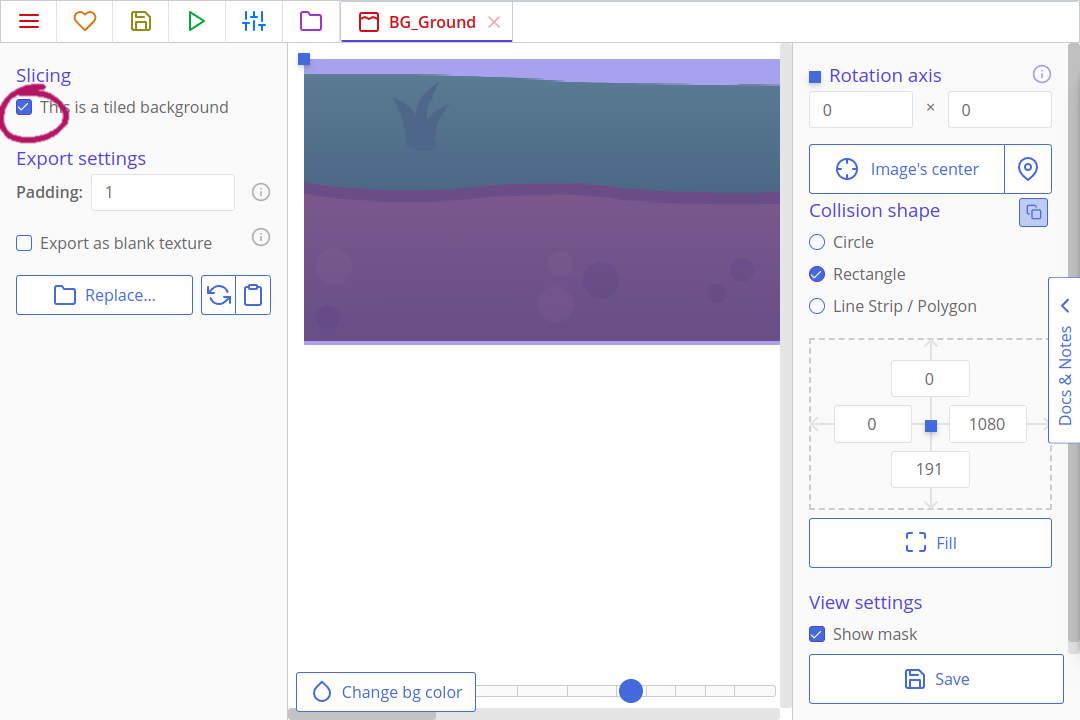 BG_Ground
Slicing
This is a tiled background
Export settings
Padding: 1
Export as blank texture
Replace...
Change bg color
Rotation axis
0 × 0
Image's center
Collision shape
Circle
Rectangle
Line Strip / Polygon
0
0 1080
191
Fill
View settings
Show mask
Save
Docs & Notes